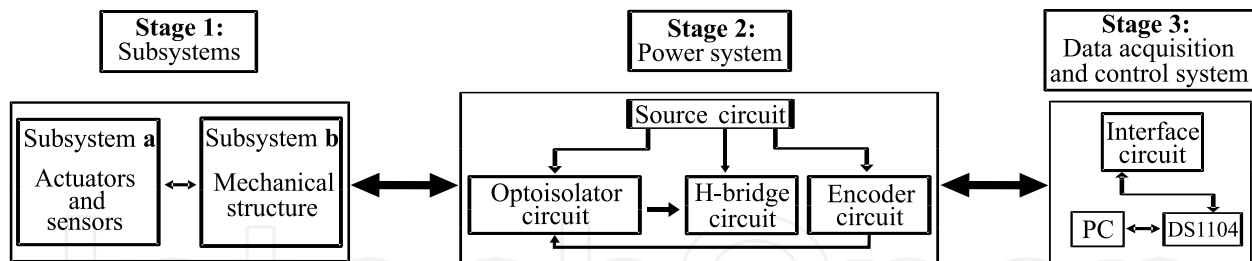 Stage 1:
Subsystems
Stage 2:
Power system
Stage 3:
Data acquisition
and control system
Subsystem a
Actuators
and
sensors
Subsystem b
Mechanical
structure
Source circuit
Optoisolator
circuit
H-bridge
circuit
Encoder
circuit
Interface
circuit
PC
DS1104